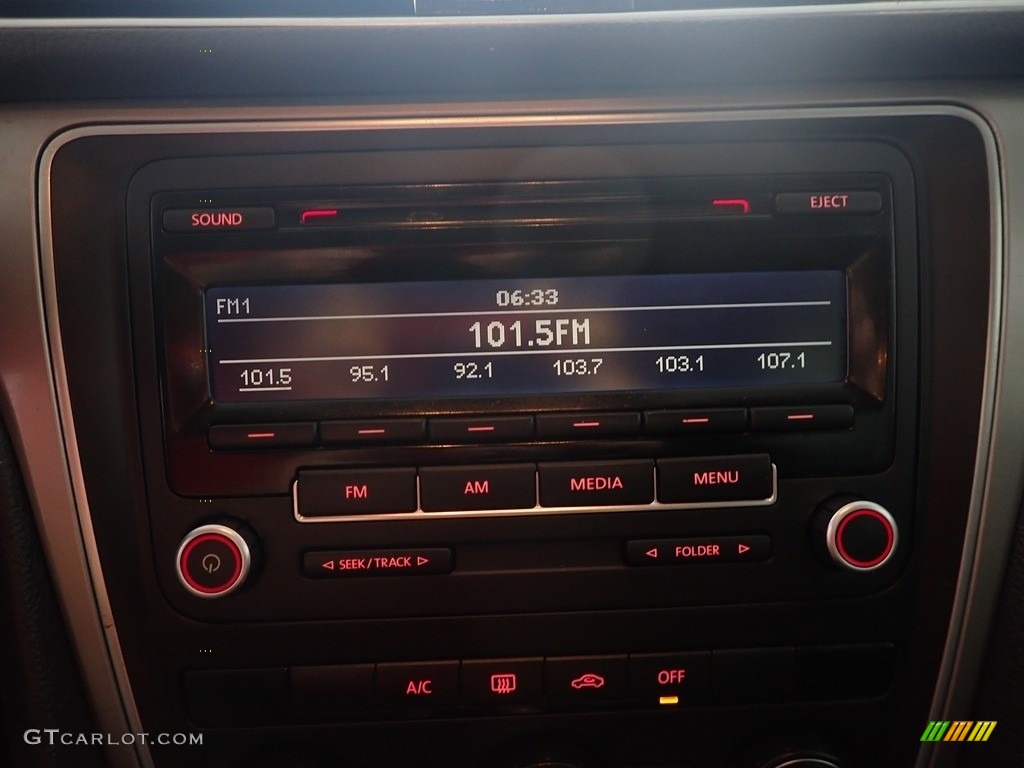 SOUND
EJECT
FM1
06:33
101.5FM
101.5 95.1 92.1 103.7 103.1 107.1
FM AM MEDIA MENU
SEEK/TRACK
FOLDER
A/C OFF
GTCARLOT.COM